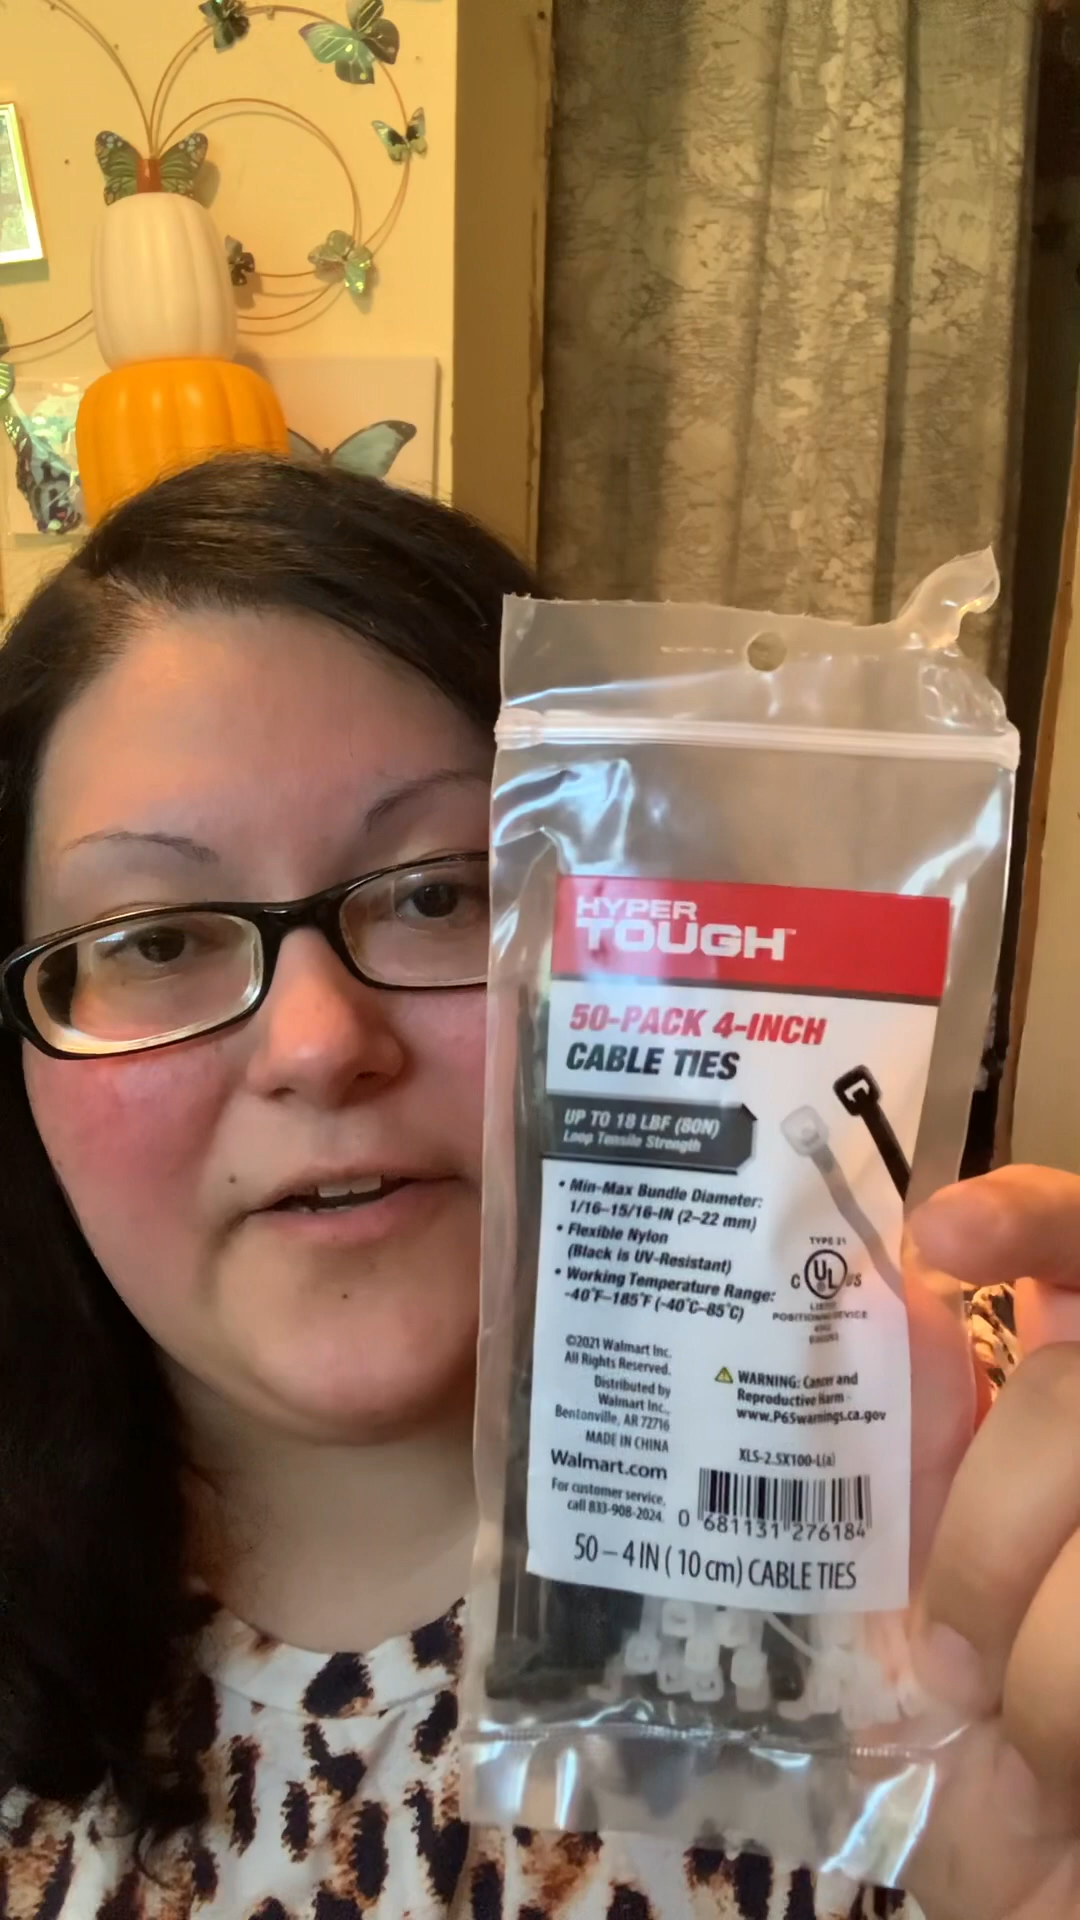 HYPER
TOUGH™
50-PACK 4-INCH
CABLE TIES
UP TO 18 LBF (80N)
Loop Tensile Strength
• Min-Max Bundle Diameter:
1/16–15/16-IN (2–22 mm)
• Flexible Nylon
(Black is UV-Resistant)
• Working Temperature Range:
-40°F–185°F (-40°C–85°C)
TYPE 21
C UL US
LISTED
POSITIONING DEVICE
©2021 Walmart Inc.
All Rights Reserved.
Distributed by
Walmart Inc.,
Bentonville, AR 72716
MADE IN CHINA
Walmart.com
For customer service,
call 833-908-2024.
WARNING: Cancer and
Reproductive Harm -
www.P65warnings.ca.gov
XLS-2.5X100-L(a)
0 681131 276184
50 – 4 IN ( 10 cm) CABLE TIES